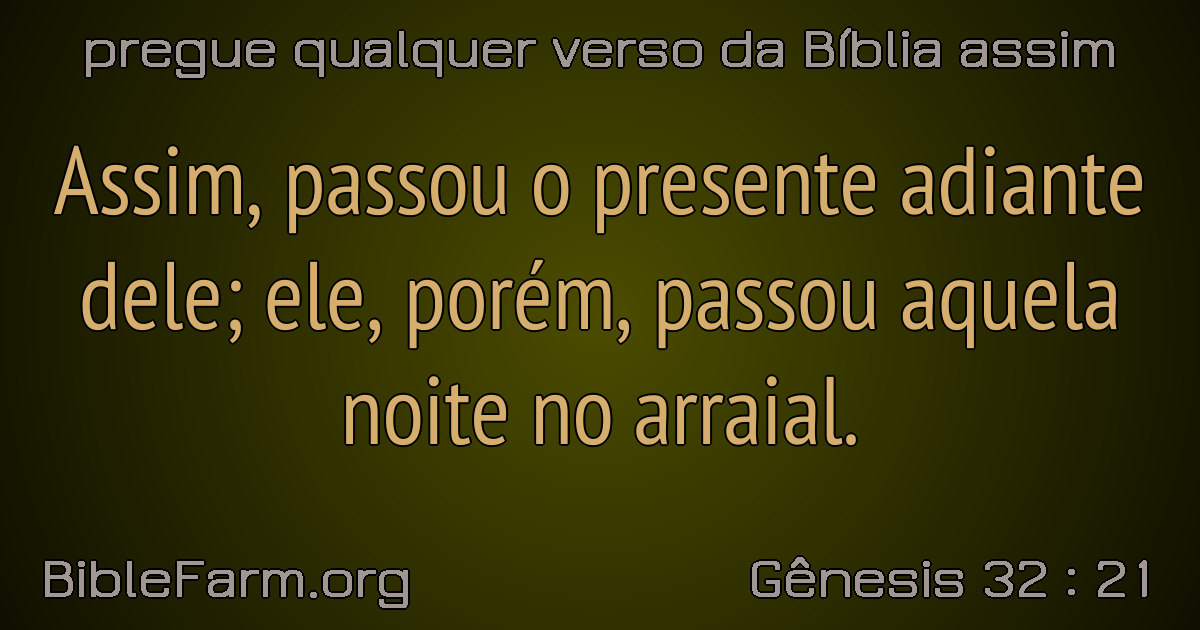 pregue qualquer verso da Bíblia assim
Assim, passou o presente adiante
dele; ele, porém, passou aquela
noite no arraial.
BibleFarm.org
Gênesis 32 : 21